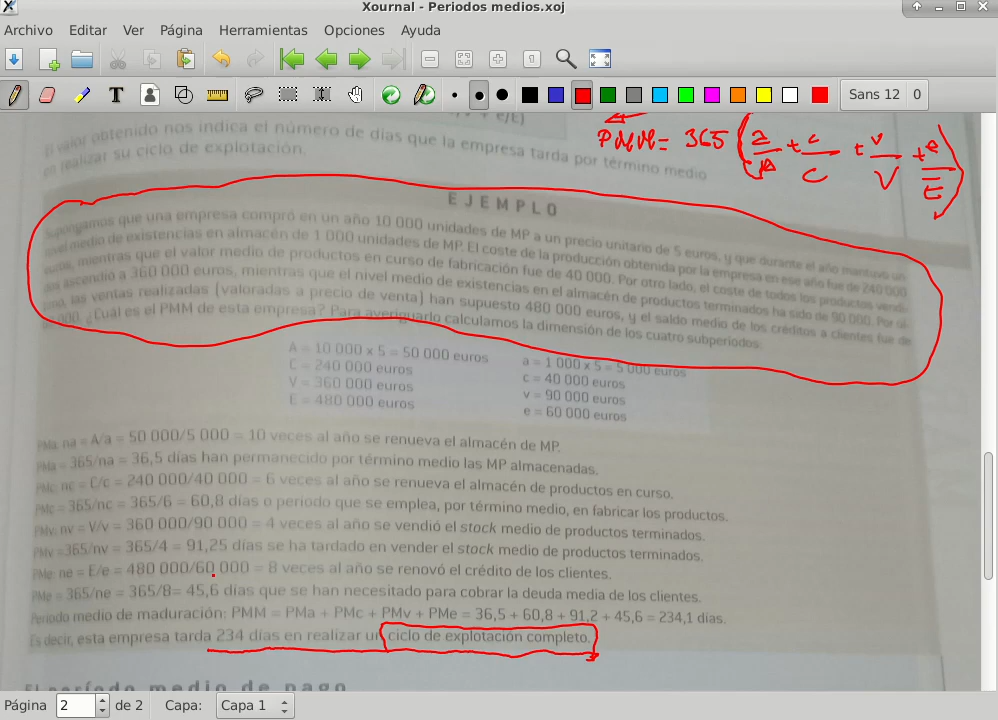 Xournal - Periodos medios.xoj
Archivo Editar Ver Página Herramientas Opciones Ayuda
Sans 12 0
PMM = 365 (a/A + c/C + v/V + e/E)
valor obtenido nos indica el número de días que la empresa tarda por término medio
en realizar su ciclo de explotación.
EJEMPLO
Supongamos que una empresa compró en un año 10 000 unidades de MP a un precio unitario de 5 euros, y que durante el año mantuvo un
nivel medio de existencias en almacén de 1 000 unidades de MP. El coste de la producción obtenida por la empresa en ese año fue de 240 000
euros, mientras que el valor medio de productos en curso de fabricación fue de 40 000. Por otro lado, el coste de todos los productos vendi-
dos ascendió a 360 000 euros, mientras que el nivel medio de existencias en el almacén de productos terminados ha sido de 90 000. Por
las ventas realizadas (valoradas a precio de venta) han supuesto 480 000 euros, y el saldo medio de los créditos a clientes fue de
000. ¿Cuál es el PMM de esta empresa? Para averiguarlo calculamos la dimensión de los cuatro subperiodos:
A = 10 000 x 5 = 50 000 euros a = 1 000 x 5 = 5 000 euros
C = 240 000 euros c = 40 000 euros
V = 360 000 euros v = 90 000 euros
E = 480 000 euros e = 60 000 euros
PMa: na = A/a = 50 000/5 000 = 10 veces al año se renueva el almacén de MP.
PMa = 365/na = 36,5 días han permanecido por término medio las MP almacenadas.
PMc: nc = C/c = 240 000/40 000 = 6 veces al año se renueva el almacén de productos en curso.
PMc = 365/nc = 365/6 = 60,8 días o periodo que se emplea, por término medio, en fabricar los productos.
PMv: nv = V/v = 360 000/90 000 = 4 veces al año se vendió el stock medio de productos terminados.
PMv =365/nv = 365/4 = 91,25 días se ha tardado en vender el stock medio de productos terminados.
PMe: ne = E/e = 480 000/60 000 = 8 veces al año se renovó el crédito de los clientes.
PMe = 365/ne = 365/8= 45,6 días que se han necesitado para cobrar la deuda media de los clientes.
Periodo medio de maduración: PMM = PMa + PMc + PMv + PMe = 36,5 + 60,8 + 91,2 + 45,6 = 234,1 días.
Es decir, esta empresa tarda 234 días en realizar un ciclo de explotación completo.
El período medio de pago
Página 2 de 2 Capa: Capa 1